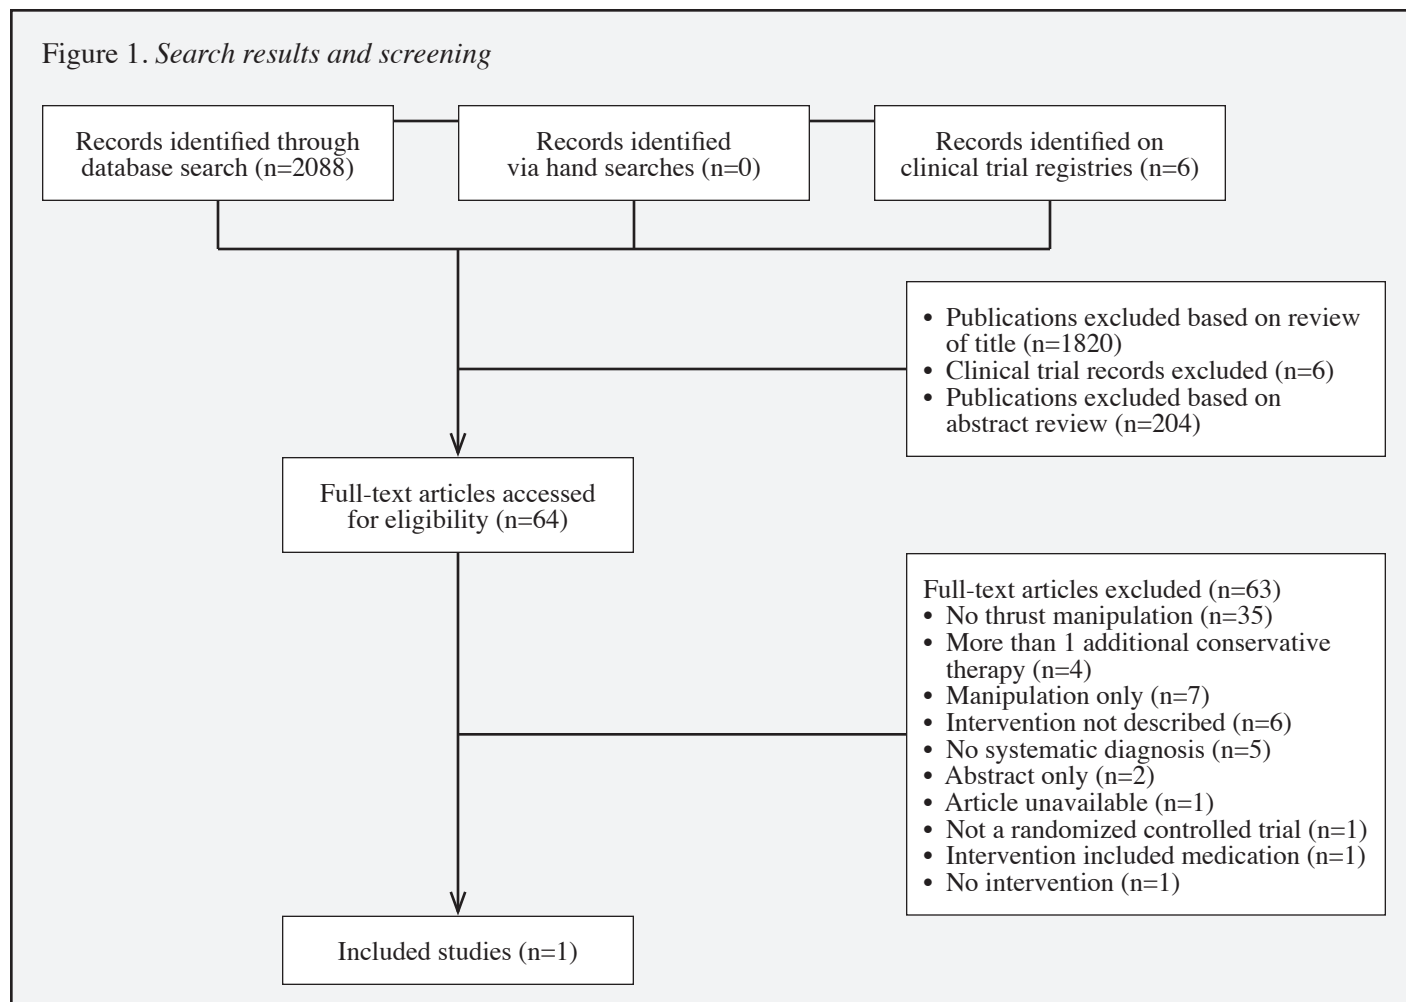 Figure 1. Search results and screening
Records identified through
database search (n=2088)
Records identified
via hand searches (n=0)
Records identified on
clinical trial registries (n=6)
• Publications excluded based on review
of title (n=1820)
• Clinical trial records excluded (n=6)
• Publications excluded based on
abstract review (n=204)
Full-text articles accessed
for eligibility (n=64)
Full-text articles excluded (n=63)
• No thrust manipulation (n=35)
• More than 1 additional conservative
therapy (n=4)
• Manipulation only (n=7)
• Intervention not described (n=6)
• No systematic diagnosis (n=5)
• Abstract only (n=2)
• Article unavailable (n=1)
• Not a randomized controlled trial (n=1)
• Intervention included medication (n=1)
• No intervention (n=1)
Included studies (n=1)